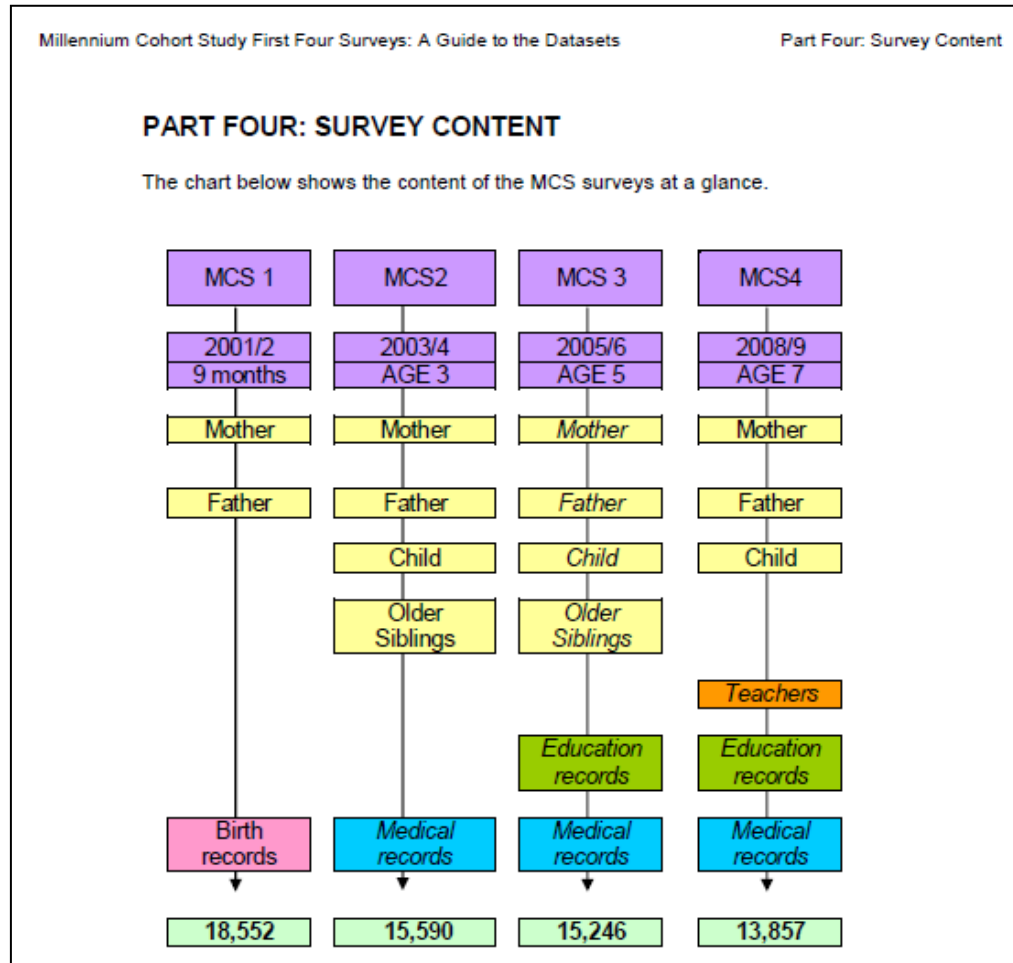 Millennium Cohort Study First Four Surveys: A Guide to the Datasets Part Four: Survey Content
PART FOUR: SURVEY CONTENT
The chart below shows the content of the MCS surveys at a glance.
MCS 1 MCS2 MCS 3 MCS4
2001/2 2003/4 2005/6 2008/9
9 months AGE 3 AGE 5 AGE 7
Mother Mother Mother Mother
Father Father Father Father
Child Child Child
Older Older
Siblings Siblings
Teachers
Education Education
records records
Birth Medical Medical Medical
records records records records
18,552 15,590 15,246 13,857